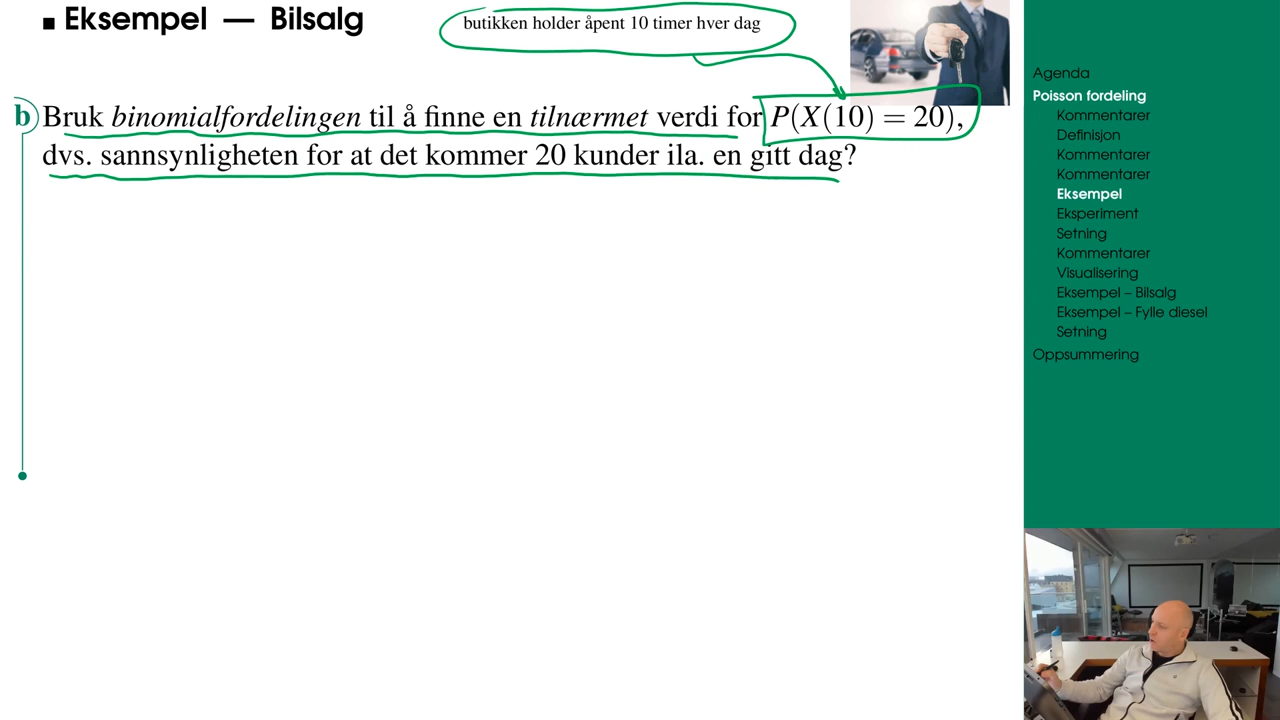 ■ Eksempel — Bilsalg
butikken holder åpent 10 timer hver dag
b) Bruk binomialfordelingen til å finne en tilnærmet verdi for P(X(10) = 20),
dvs. sannsynligheten for at det kommer 20 kunder ila. en gitt dag?
Agenda
Poisson fordeling
Kommentarer
Definisjon
Kommentarer
Kommentarer
Eksempel
Eksperiment
Setning
Kommentarer
Visualisering
Eksempel – Bilsalg
Eksempel – Fylle diesel
Setning
Oppsummering